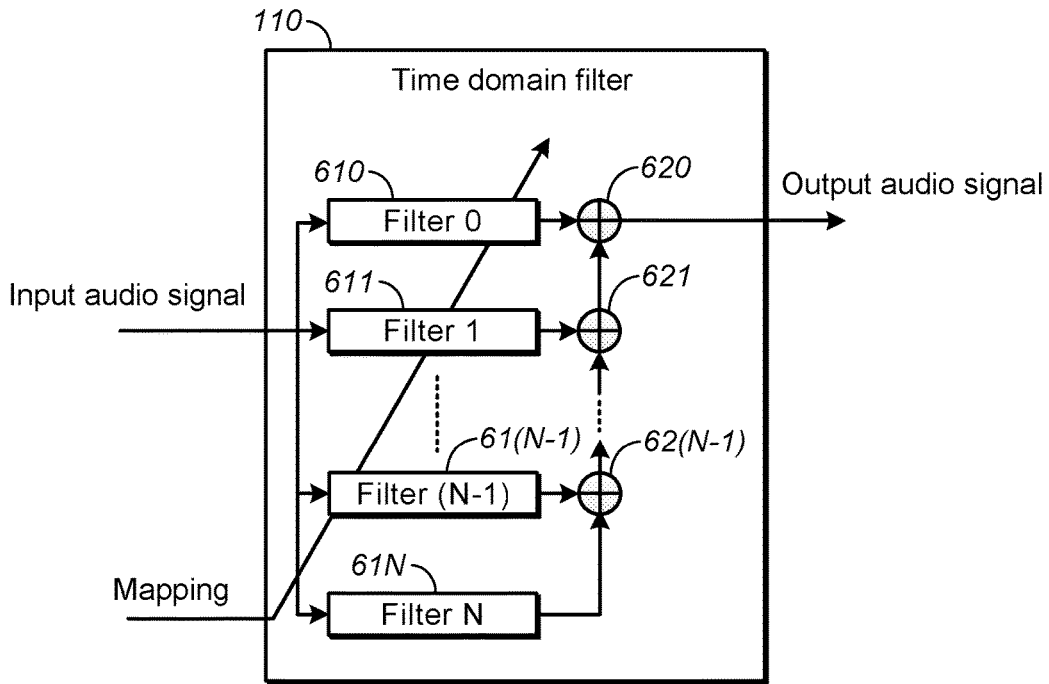 110
Time domain filter
610
620
Output audio signal
Filter 0
Input audio signal
611
621
Filter 1
61(N-1)
62(N-1)
Filter (N-1)
Mapping
61N
Filter N